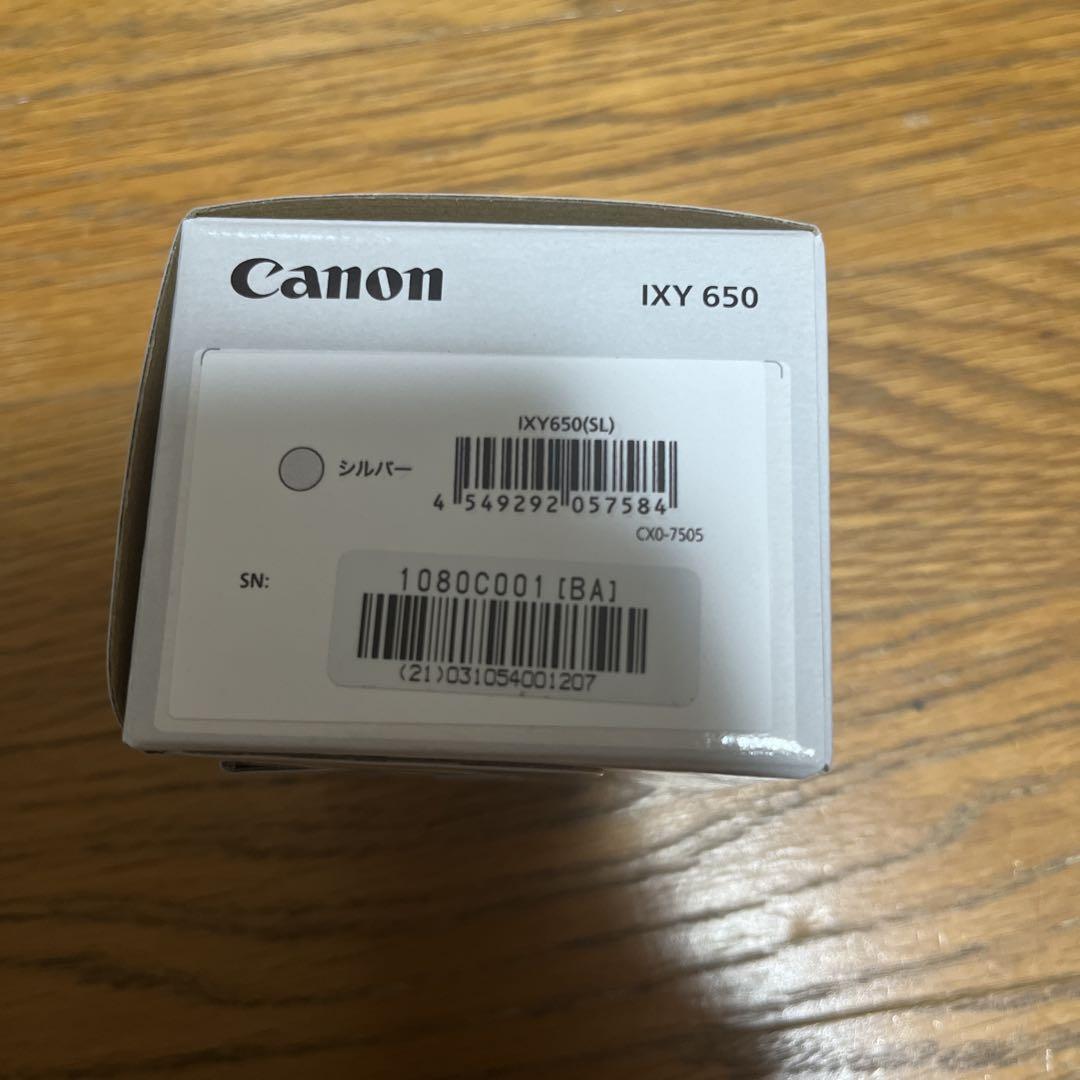 Canon
IXY 650
IXY650(SL)
シルバー
4 549292 057584
CX0-7505
SN:
1080C001 [BA]
(21)031054001207